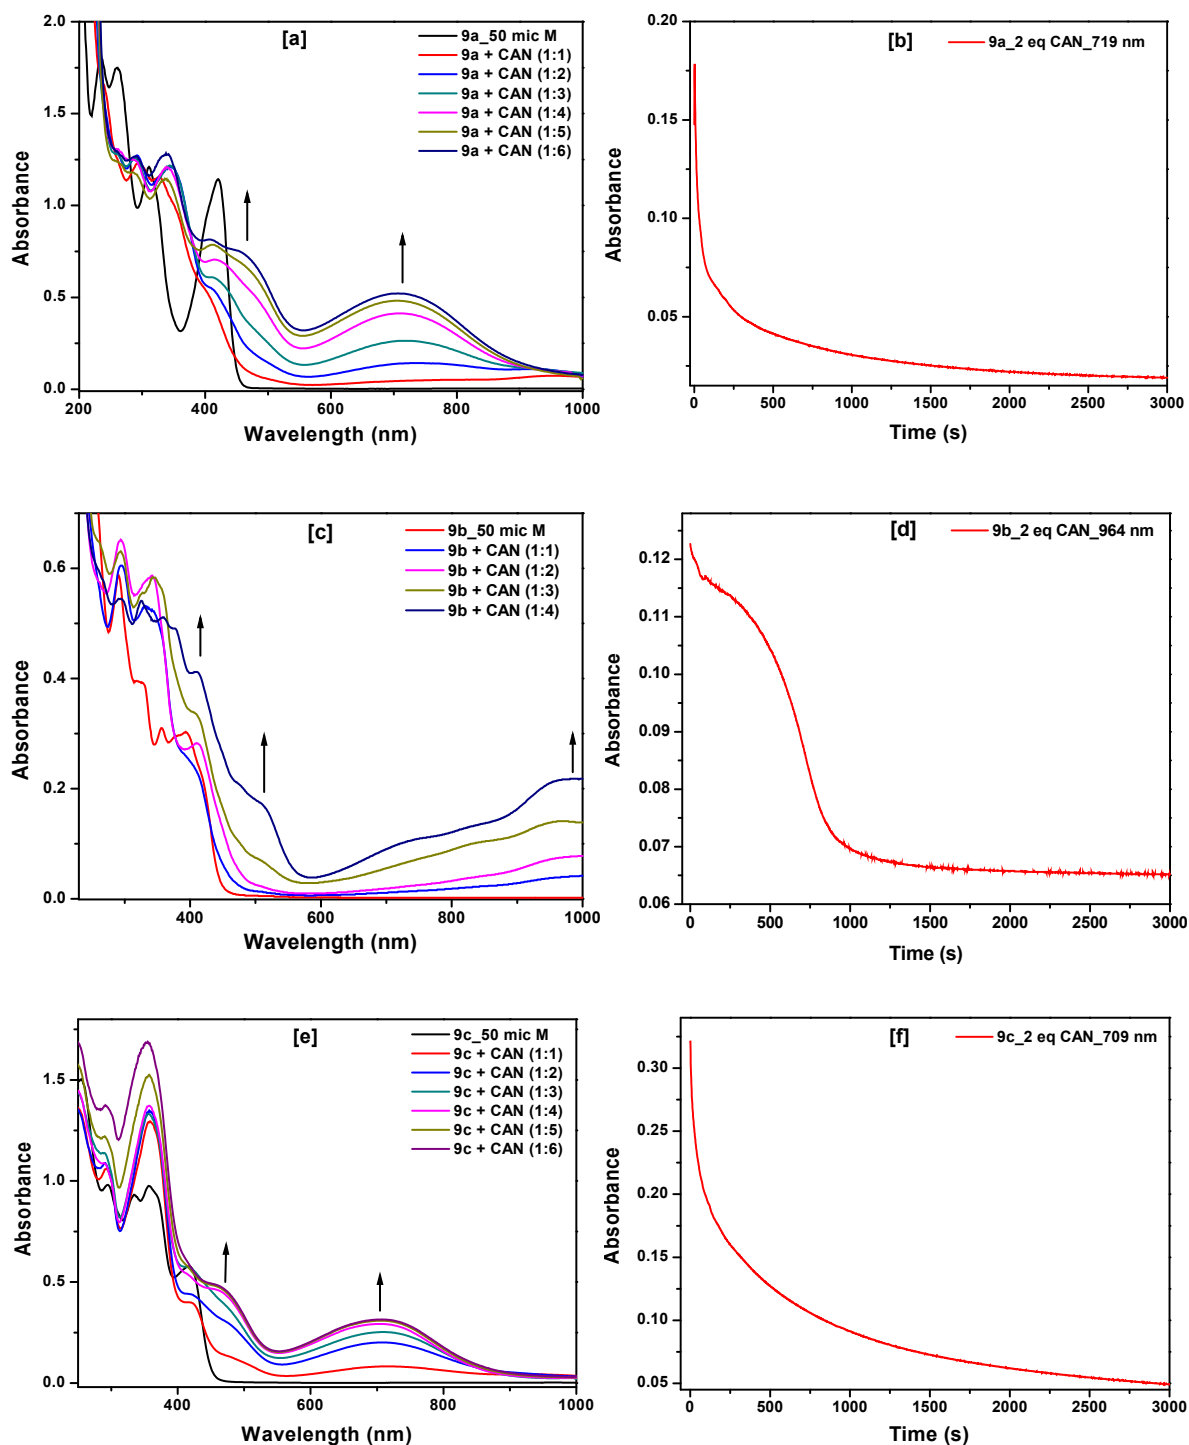 [a]
9a_50 mic M
9a + CAN (1:1)
9a + CAN (1:2)
9a + CAN (1:3)
9a + CAN (1:4)
9a + CAN (1:5)
9a + CAN (1:6)
Absorbance
2.0
1.5
1.0
0.5
0.0
200 400 600 800 1000
Wavelength (nm)
[b]
9a_2 eq CAN_719 nm
Absorbance
0.20
0.15
0.10
0.05
0 500 1000 1500 2000 2500 3000
Time (s)
[c]
9b_50 mic M
9b + CAN (1:1)
9b + CAN (1:2)
9b + CAN (1:3)
9b + CAN (1:4)
Absorbance
0.6
0.4
0.2
0.0
400 600 800 1000
Wavelength (nm)
[d]
9b_2 eq CAN_964 nm
Absorbance
0.12
0.11
0.10
0.09
0.08
0.07
0.06
0 500 1000 1500 2000 2500 3000
Time (s)
[e]
9c_50 mic M
9c + CAN (1:1)
9c + CAN (1:2)
9c + CAN (1:3)
9c + CAN (1:4)
9c + CAN (1:5)
9c + CAN (1:6)
Absorbance
1.5
1.0
0.5
0.0
400 600 800 1000
Wavelength (nm)
[f]
9c_2 eq CAN_709 nm
Absorbance
0.30
0.25
0.20
0.15
0.10
0.05
0 500 1000 1500 2000 2500 3000
Time (s)